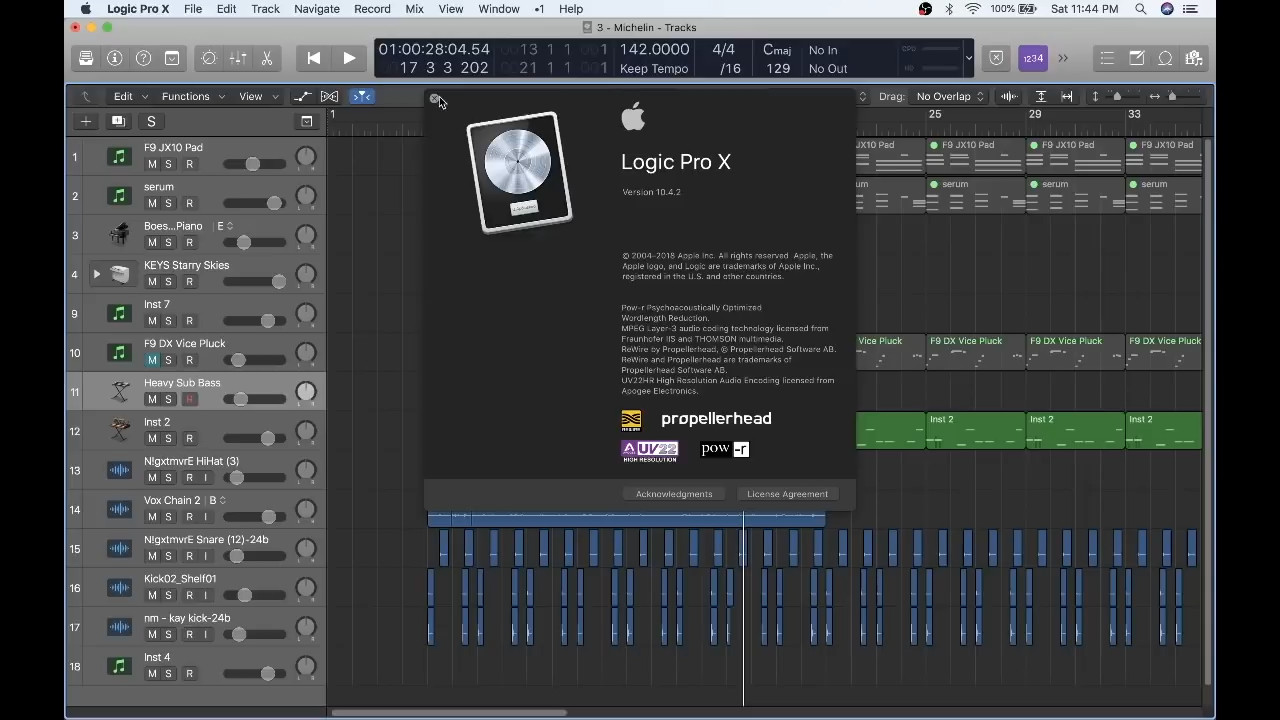 Logic Pro X File Edit Track Navigate Record Mix View Window 1 Help 100% Sat 11:44 PM
3 - Michelin - Tracks
01:00:28:04.54 13 1 1 1 142.0000 4/4 Cmaj No In CPU
17 3 3 202 21 1 1 1 Keep Tempo /16 129 No Out HD
1234
Edit Functions View Drag: No Overlap
S 1 25 29 33
1 F9 JX10 Pad M S R F9 JX10 Pad F9 JX10 Pad F9 JX10 Pad
2 serum M S R um serum serum serum
3 Boes...Piano E M S R
4 KEYS Starry Skies M S R
9 Inst 7 M S R
10 F9 DX Vice Pluck M S R Vice Pluck F9 DX Vice Pluck F9 DX Vice Pluck F9 DX Vice Pluck
11 Heavy Sub Bass M S R
12 Inst 2 M S R Inst 2 Inst 2 Inst 2
13 N!gxtmvrE HiHat (3) M S R I
14 Vox Chain 2 B M S R I
15 N!gxtmvrE Snare (12)-24b M S R I
16 Kick02_Shelf01 M S R I
17 nm - kay kick-24b M S R I
18 Inst 4 M S R
Logic Pro X
Version 10.4.2
© 2004–2018 Apple Inc. All rights reserved Apple, the
Apple logo, and Logic are trademarks of Apple Inc.,
registered in the U.S. and other countries.
Pow-r Psychoacoustically Optimized
Wordlength Reduction.
MPEG Layer-3 audio coding technology licensed from
Fraunhofer IIS and THOMSON multimedia.
ReWire by Propellerhead, © Propellerhead Software AB.
ReWire and Propellerhead are trademarks of
Propellerhead Software AB.
UV22HR High Resolution Audio Encoding licensed from
Apogee Electronics.
propellerhead
UV22
HIGH RESOLUTION
pow-r
Acknowledgments License Agreement